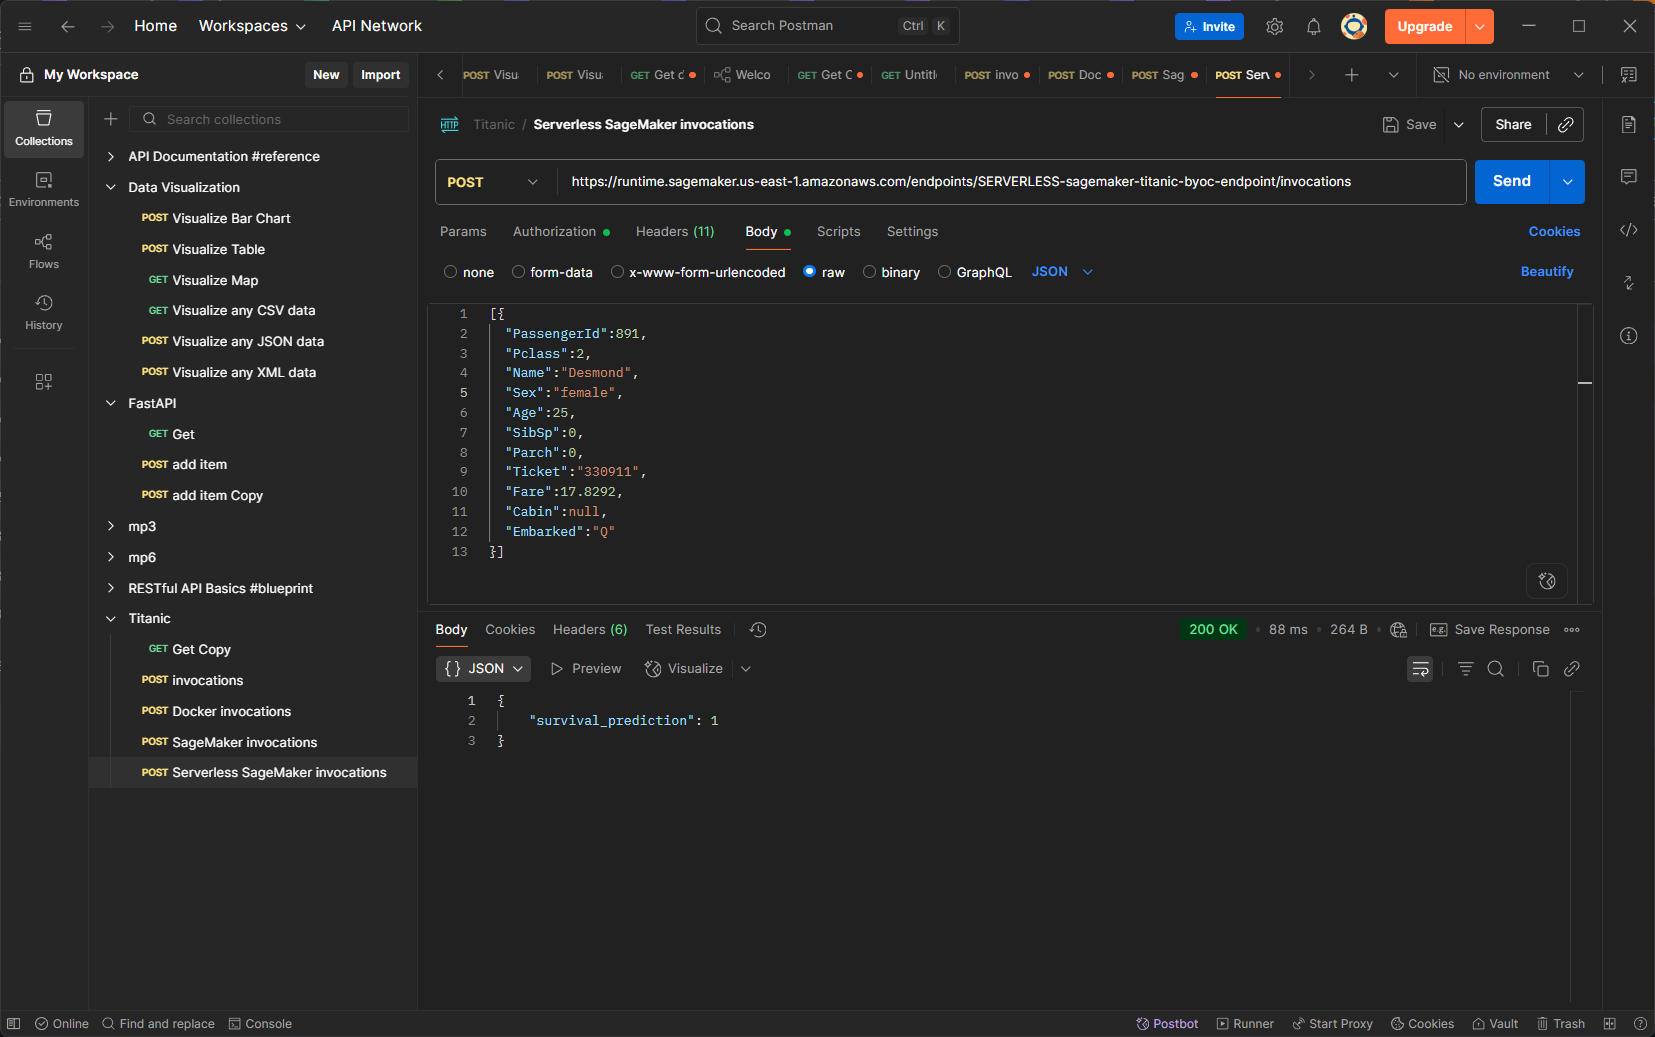 Home
Workspaces
API Network
Search Postman
Ctrl K
Invite
Upgrade
My Workspace
New
Import
POST Visu
POST Visu
GET Get c
Welco
GET Get C
GET Untitl
POST invo
POST Doc
POST Sag
POST Serv
No environment
Collections
Environments
Flows
History
Search collections
API Documentation #reference
Data Visualization
POST Visualize Bar Chart
POST Visualize Table
GET Visualize Map
GET Visualize any CSV data
POST Visualize any JSON data
POST Visualize any XML data
FastAPI
GET Get
POST add item
POST add item Copy
mp3
mp6
RESTful API Basics #blueprint
Titanic
GET Get Copy
POST invocations
POST Docker invocations
POST SageMaker invocations
POST Serverless SageMaker invocations
HTTP Titanic / Serverless SageMaker invocations
Save
Share
POST
https://runtime.sagemaker.us-east-1.amazonaws.com/endpoints/SERVERLESS-sagemaker-titanic-byoc-endpoint/invocations
Send
Params
Authorization
Headers (11)
Body
Scripts
Settings
Cookies
none
form-data
x-www-form-urlencoded
raw
binary
GraphQL
JSON
Beautify
1 [{
2 "PassengerId":891,
3 "Pclass":2,
4 "Name":"Desmond",
5 "Sex":"female",
6 "Age":25,
7 "SibSp":0,
8 "Parch":0,
9 "Ticket":"330911",
10 "Fare":17.8292,
11 "Cabin":null,
12 "Embarked":"Q"
13 }]
Body
Cookies
Headers (6)
Test Results
200 OK
88 ms
264 B
e.g. Save Response
{} JSON
Preview
Visualize
1 {
2 "survival_prediction": 1
3 }
Online
Find and replace
Console
Postbot
Runner
Start Proxy
Cookies
Vault
Trash